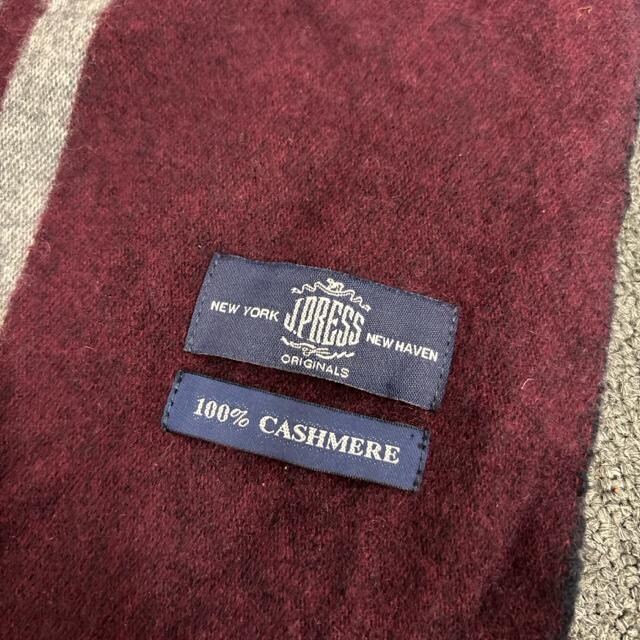 NEW YORK J.PRESS NEW HAVEN
ORIGINALS
100% CASHMERE